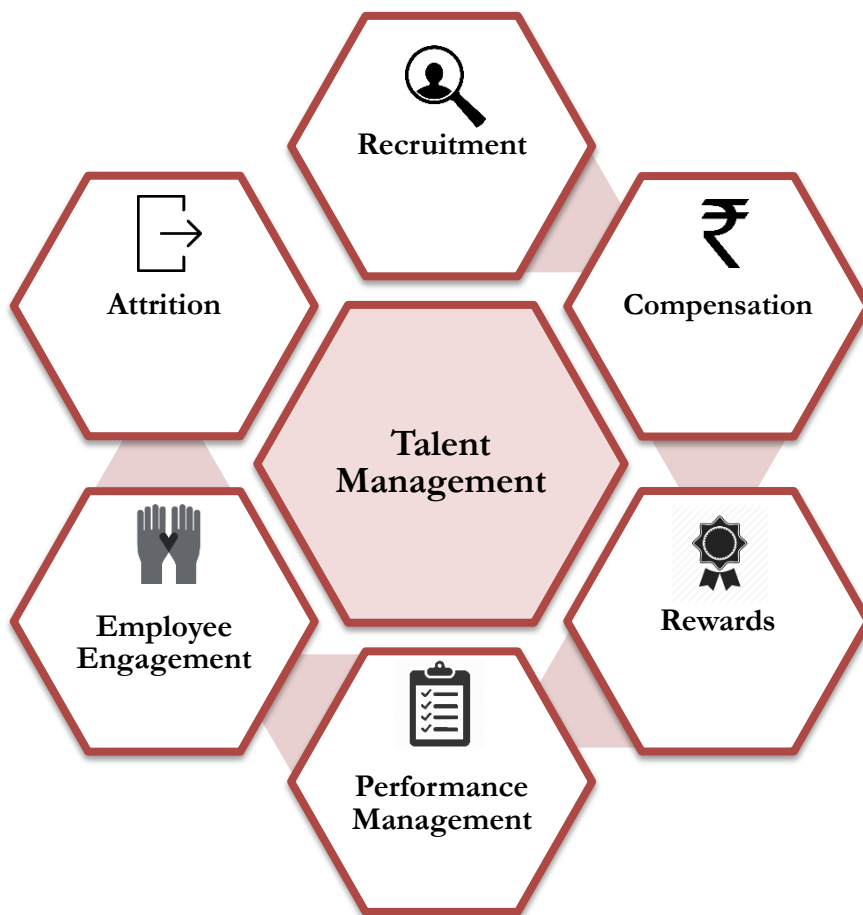 Recruitment
Compensation
Rewards
Performance
Management
Employee
Engagement
Attrition
Talent
Management